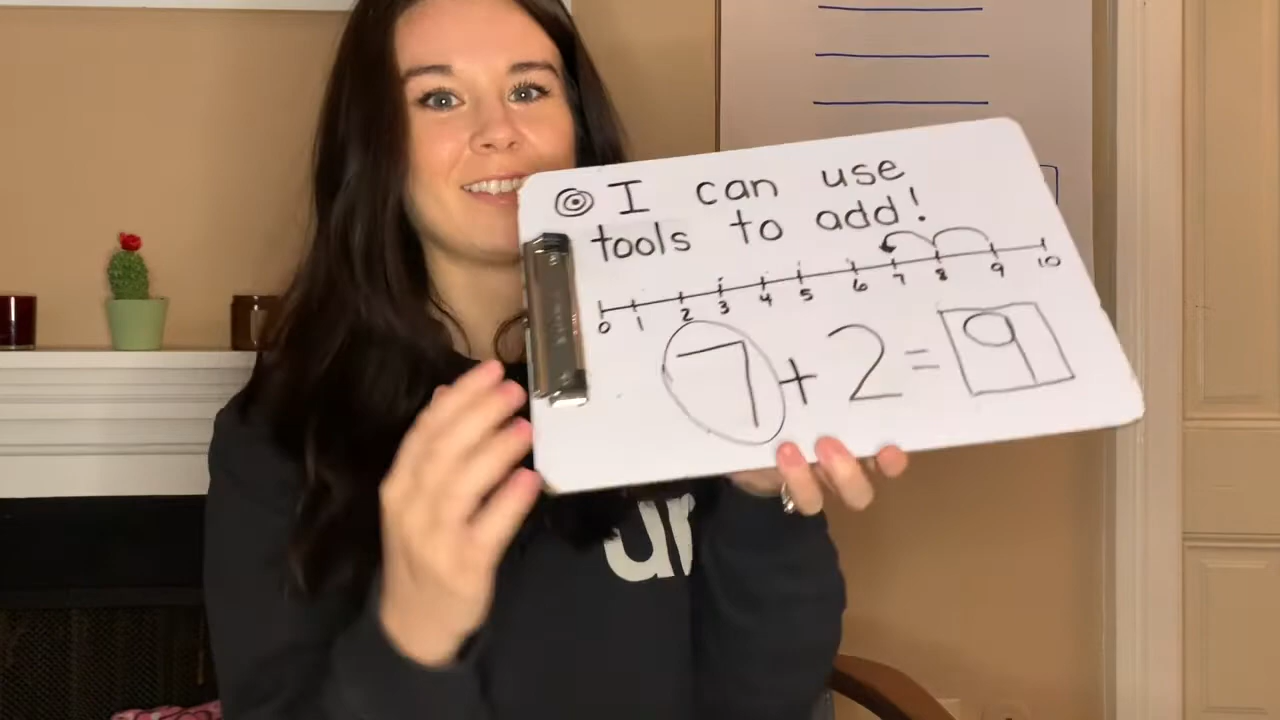 I can use
tools to add!
0 1 2 3 4 5 6 7 8 9 10
7 + 2 = 9